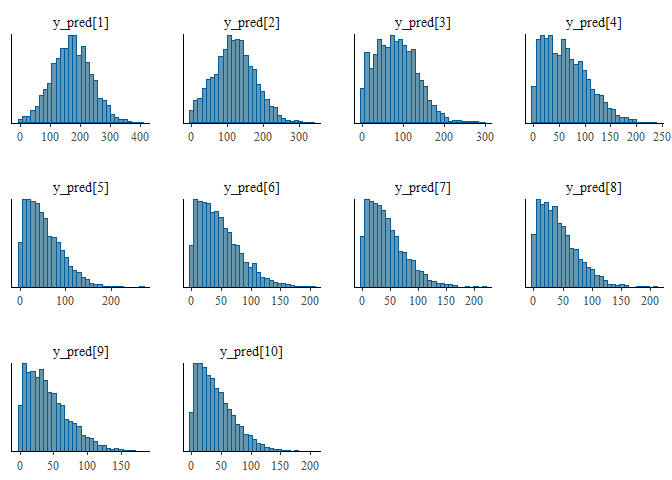 y_pred[1] y_pred[2] y_pred[3] y_pred[4]
0 100 200 300 400 0 100 200 300 0 100 200 300 0 50 100 150 200 250
y_pred[5] y_pred[6] y_pred[7] y_pred[8]
0 100 200 0 50 100 150 200 0 50 100 150 200 0 50 100 150 200
y_pred[9] y_pred[10]
0 50 100 150 0 50 100 150 200